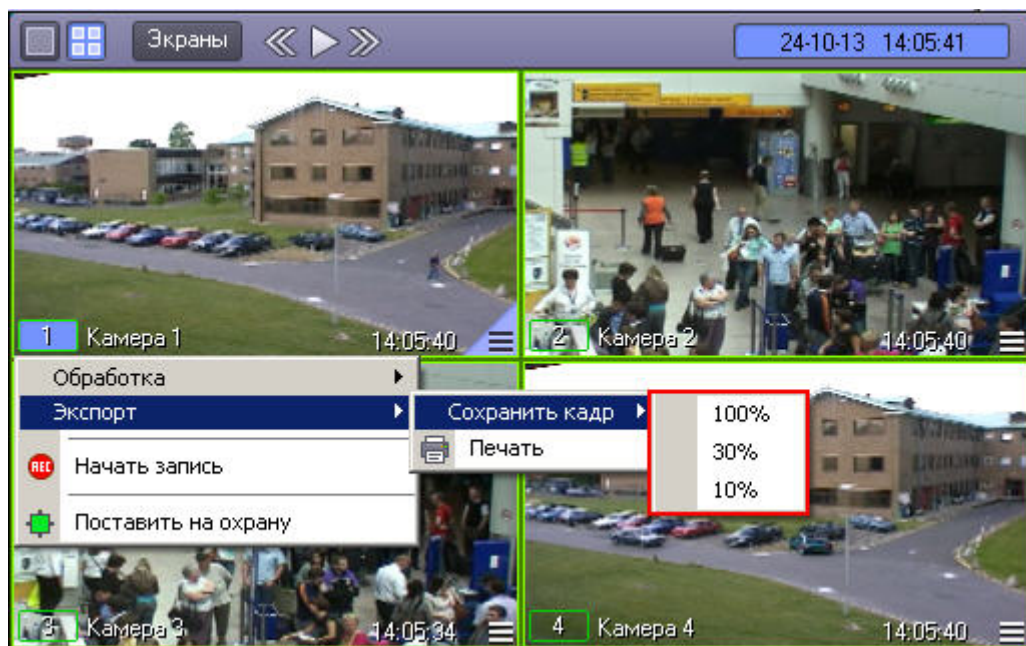 Экраны
24-10-13 14:05:41
1 Камера 1 14:05:40
2 Камера 2 14:05:40
Обработка
Экспорт
Начать запись
Поставить на охрану
REC
Сохранить кадр
Печать
100%
30%
10%
3 Камера 3 14:05:34
4 Камера 4 14:05:40